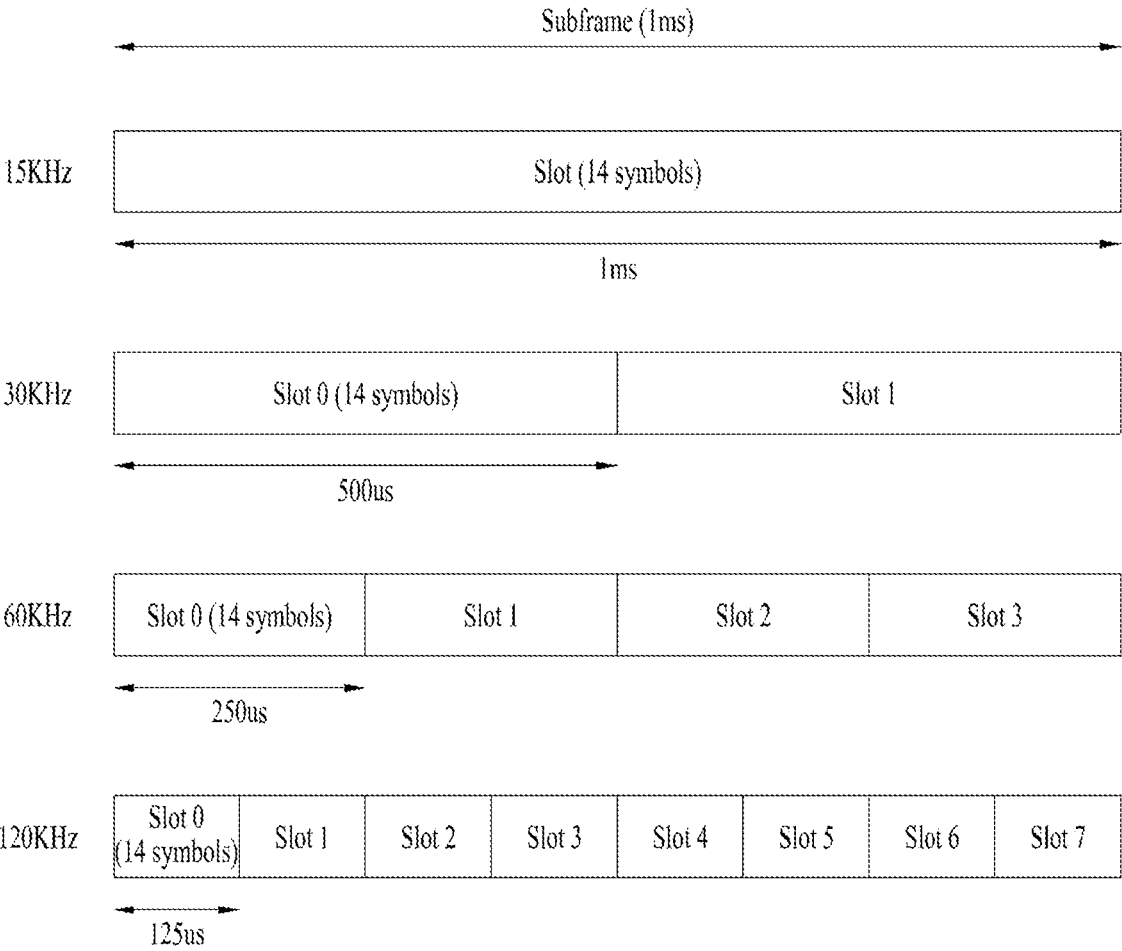 Subframe (1ms)
15KHz
Slot (14 symbols)
1ms
30KHz
Slot 0 (14 symbols)
Slot 1
500us
60KHz
Slot 0 (14 symbols)
Slot 1
Slot 2
Slot 3
250us
120KHz
Slot 0
(14 symbols)
Slot 1
Slot 2
Slot 3
Slot 4
Slot 5
Slot 6
Slot 7
125us